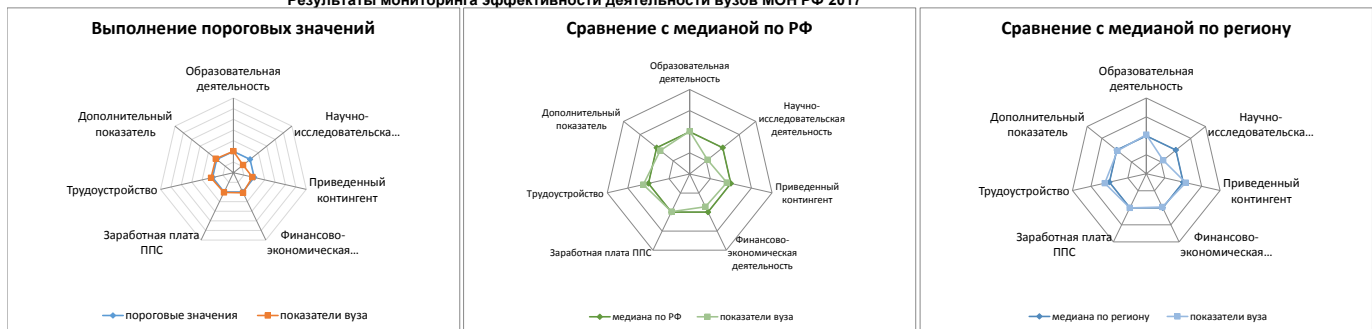 Результаты мониторинга эффективности деятельности вузов МОН РФ 2017
Выполнение пороговых значений
Образовательная
деятельность
Научно-
исследовательска...
Приведенный
контингент
Финансово-
экономическая...
Заработная плата
ППС
Трудоустройство
Дополнительный
показатель
пороговые значения
показатели вуза
Сравнение с медианой по РФ
Образовательная
деятельность
Научно-
исследовательская
деятельность
Приведенный
контингент
Финансово-
экономическая
деятельность
Заработная плата ППС
Трудоустройство
Дополнительный
показатель
медиана по РФ
показатели вуза
Сравнение с медианой по региону
Образовательная
деятельность
Научно-
исследовательска...
Приведенный
контингент
Финансово-
экономическая...
Заработная плата
ППС
Трудоустройство
Дополнительный
показатель
медиана по региону
показатели вуза